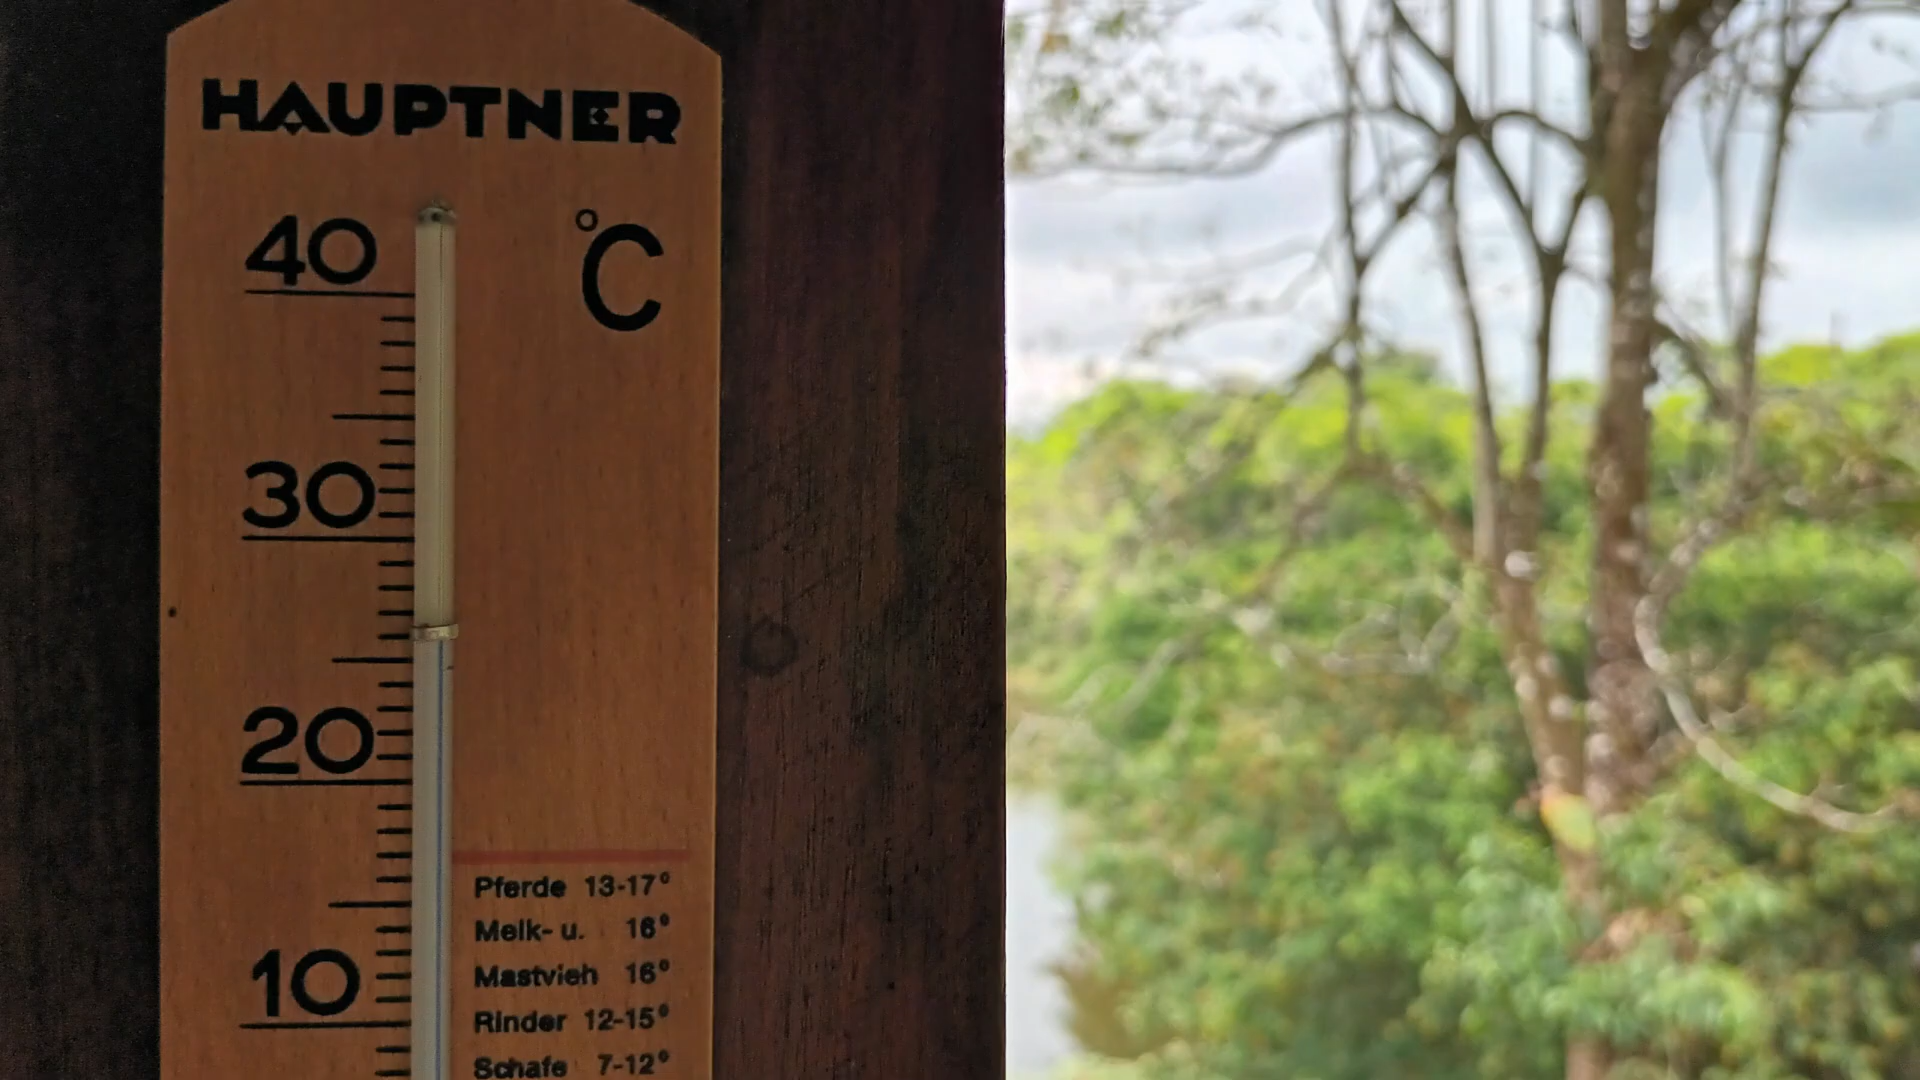 HAUPTNER
°C
40
30
20
Pferde 13-17°
Melk- u. 16°
Mastvieh 16°
10
Rinder 12-15°
Schafe 7-12°